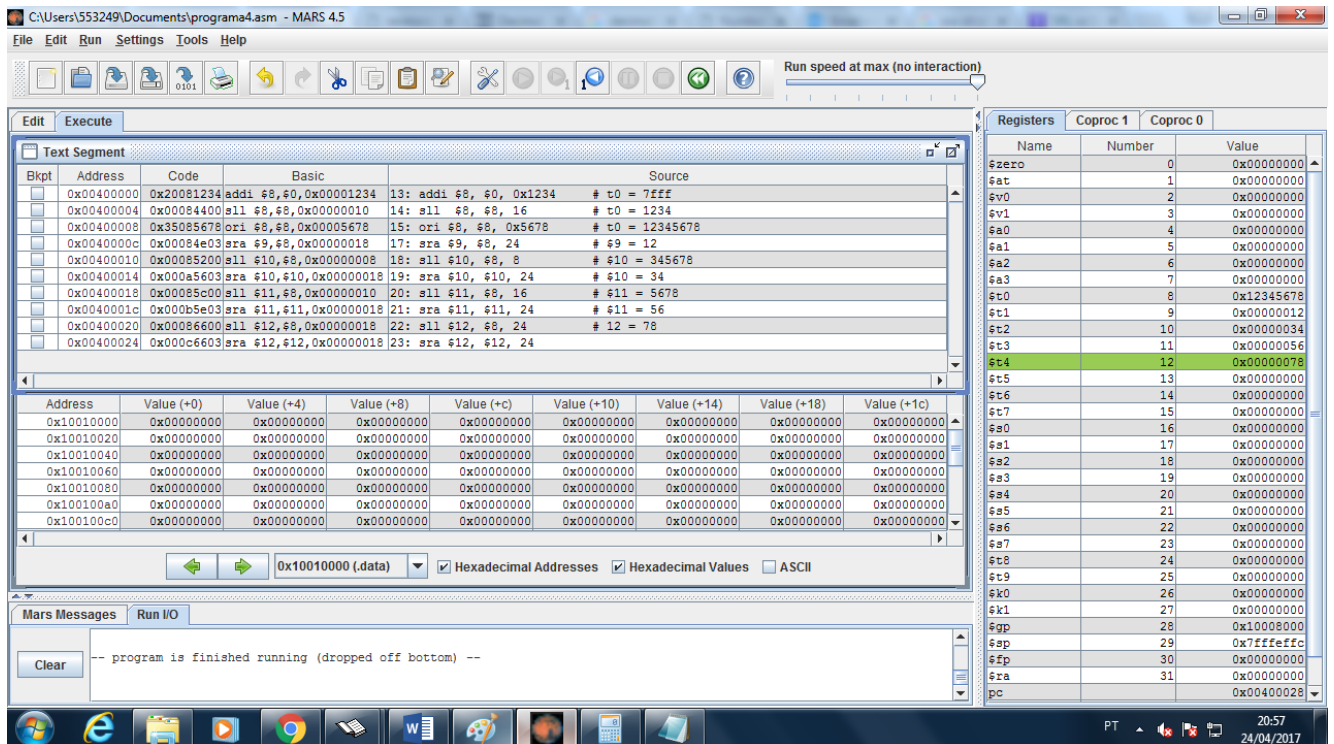 C:\Users\553249\Documents\programa4.asm - MARS 4.5
File Edit Run Settings Tools Help
Run speed at max (no interaction)
Edit Execute
Text Segment
Bkpt Address Code Basic Source
0x00400000 0x20081234 addi $8,$0,0x00001234 13: addi $8, $0, 0x1234 # t0 = 7fff
0x00400004 0x00084400 sll $8,$8,0x00000010 14: sll $8, $8, 16 # t0 = 1234
0x00400008 0x35085678 ori $8,$8,0x00005678 15: ori $8, $8, 0x5678 # t0 = 12345678
0x0040000c 0x00084e03 sra $9,$8,0x00000018 17: sra $9, $8, 24 # $9 = 12
0x00400010 0x00085200 sll $10,$8,0x00000008 18: sll $10, $8, 8 # $10 = 345678
0x00400014 0x000a5603 sra $10,$10,0x00000018 19: sra $10, $10, 24 # $10 = 34
0x00400018 0x00085c00 sll $11,$8,0x00000010 20: sll $11, $8, 16 # $11 = 5678
0x0040001c 0x000b5e03 sra $11,$11,0x00000018 21: sra $11, $11, 24 # $11 = 56
0x00400020 0x00086600 sll $12,$8,0x00000018 22: sll $12, $8, 24 # 12 = 78
0x00400024 0x000c6603 sra $12,$12,0x00000018 23: sra $12, $12, 24
Address Value (+0) Value (+4) Value (+8) Value (+c) Value (+10) Value (+14) Value (+18) Value (+1c)
0x10010000 0x00000000 0x00000000 0x00000000 0x00000000 0x00000000 0x00000000 0x00000000 0x00000000
0x10010020 0x00000000 0x00000000 0x00000000 0x00000000 0x00000000 0x00000000 0x00000000 0x00000000
0x10010040 0x00000000 0x00000000 0x00000000 0x00000000 0x00000000 0x00000000 0x00000000 0x00000000
0x10010060 0x00000000 0x00000000 0x00000000 0x00000000 0x00000000 0x00000000 0x00000000 0x00000000
0x10010080 0x00000000 0x00000000 0x00000000 0x00000000 0x00000000 0x00000000 0x00000000 0x00000000
0x100100a0 0x00000000 0x00000000 0x00000000 0x00000000 0x00000000 0x00000000 0x00000000 0x00000000
0x100100c0 0x00000000 0x00000000 0x00000000 0x00000000 0x00000000 0x00000000 0x00000000 0x00000000
0x10010000 (.data) Hexadecimal Addresses Hexadecimal Values ASCII
Mars Messages Run I/O
Clear
-- program is finished running (dropped off bottom) --
Registers Coproc 1 Coproc 0
Name Number Value
$zero 0 0x00000000
$at 1 0x00000000
$v0 2 0x00000000
$v1 3 0x00000000
$a0 4 0x00000000
$a1 5 0x00000000
$a2 6 0x00000000
$a3 7 0x00000000
$t0 8 0x12345678
$t1 9 0x00000012
$t2 10 0x00000034
$t3 11 0x00000056
$t4 12 0x00000078
$t5 13 0x00000000
$t6 14 0x00000000
$t7 15 0x00000000
$s0 16 0x00000000
$s1 17 0x00000000
$s2 18 0x00000000
$s3 19 0x00000000
$s4 20 0x00000000
$s5 21 0x00000000
$s6 22 0x00000000
$s7 23 0x00000000
$t8 24 0x00000000
$t9 25 0x00000000
$k0 26 0x00000000
$k1 27 0x00000000
$gp 28 0x10008000
$sp 29 0x7fffeffc
$fp 30 0x00000000
$ra 31 0x00000000
pc 0x00400028
PT 20:57
24/04/2017